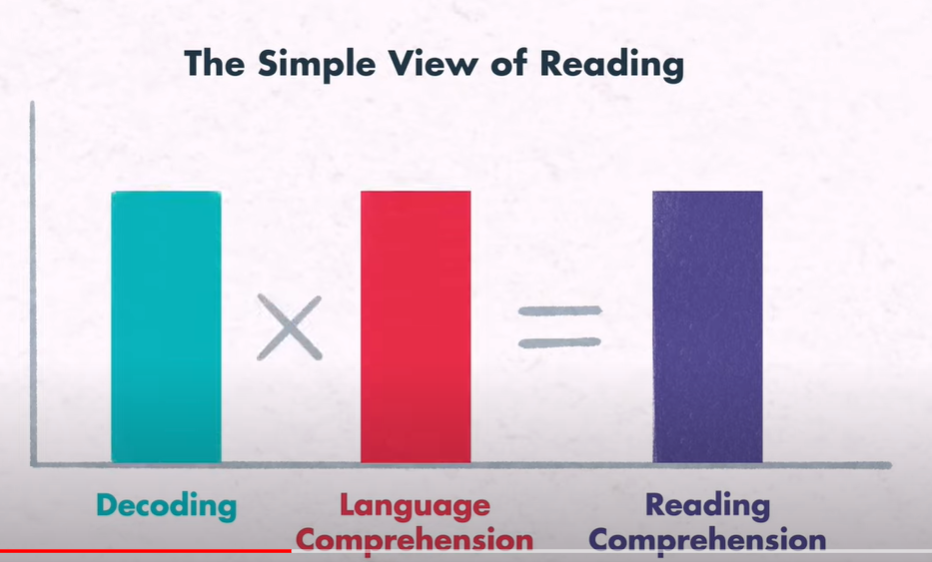 The Simple View of Reading
Decoding
Language
Comprehension
Reading
Comprehension